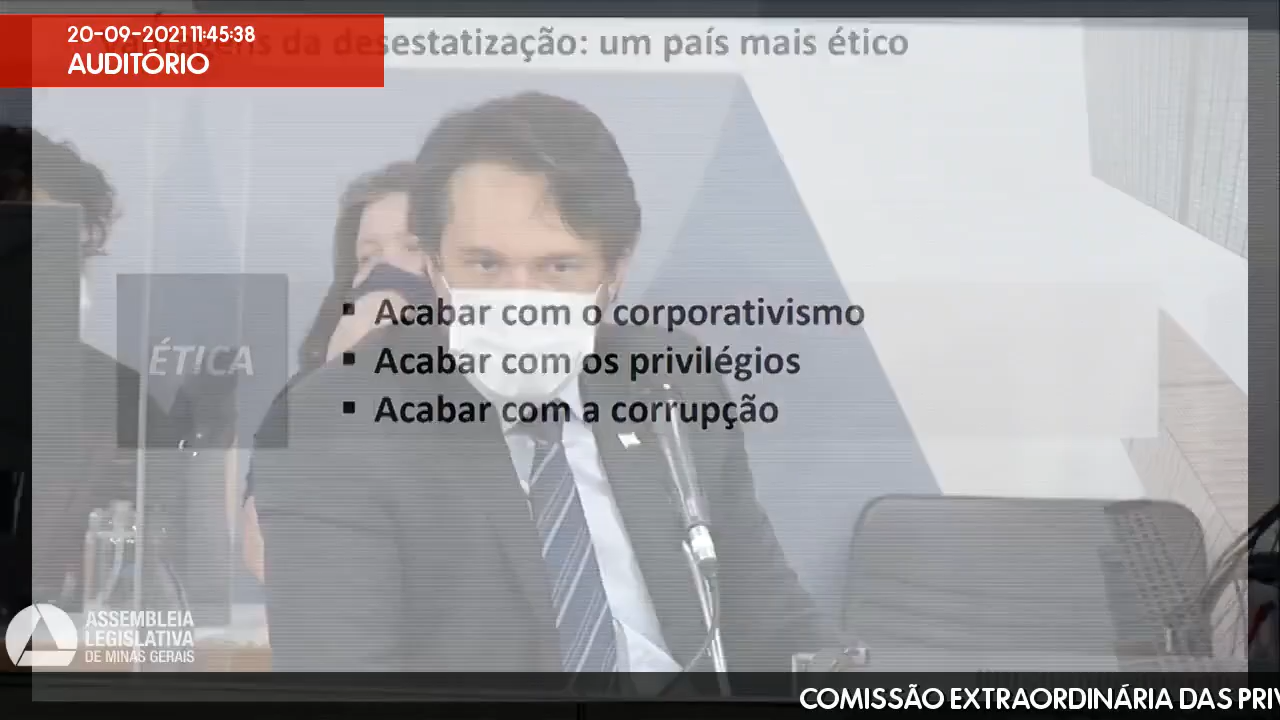 20-09-2021 11:45:38
AUDITÓRIO
da desestatização: um país mais ético
ÉTICA
▪ Acabar com o corporativismo
▪ Acabar com os privilégios
▪ Acabar com a corrupção
ASSEMBLEIA
LEGISLATIVA
DE MINAS GERAIS
COMISSÃO EXTRAORDINÁRIA DAS PRI